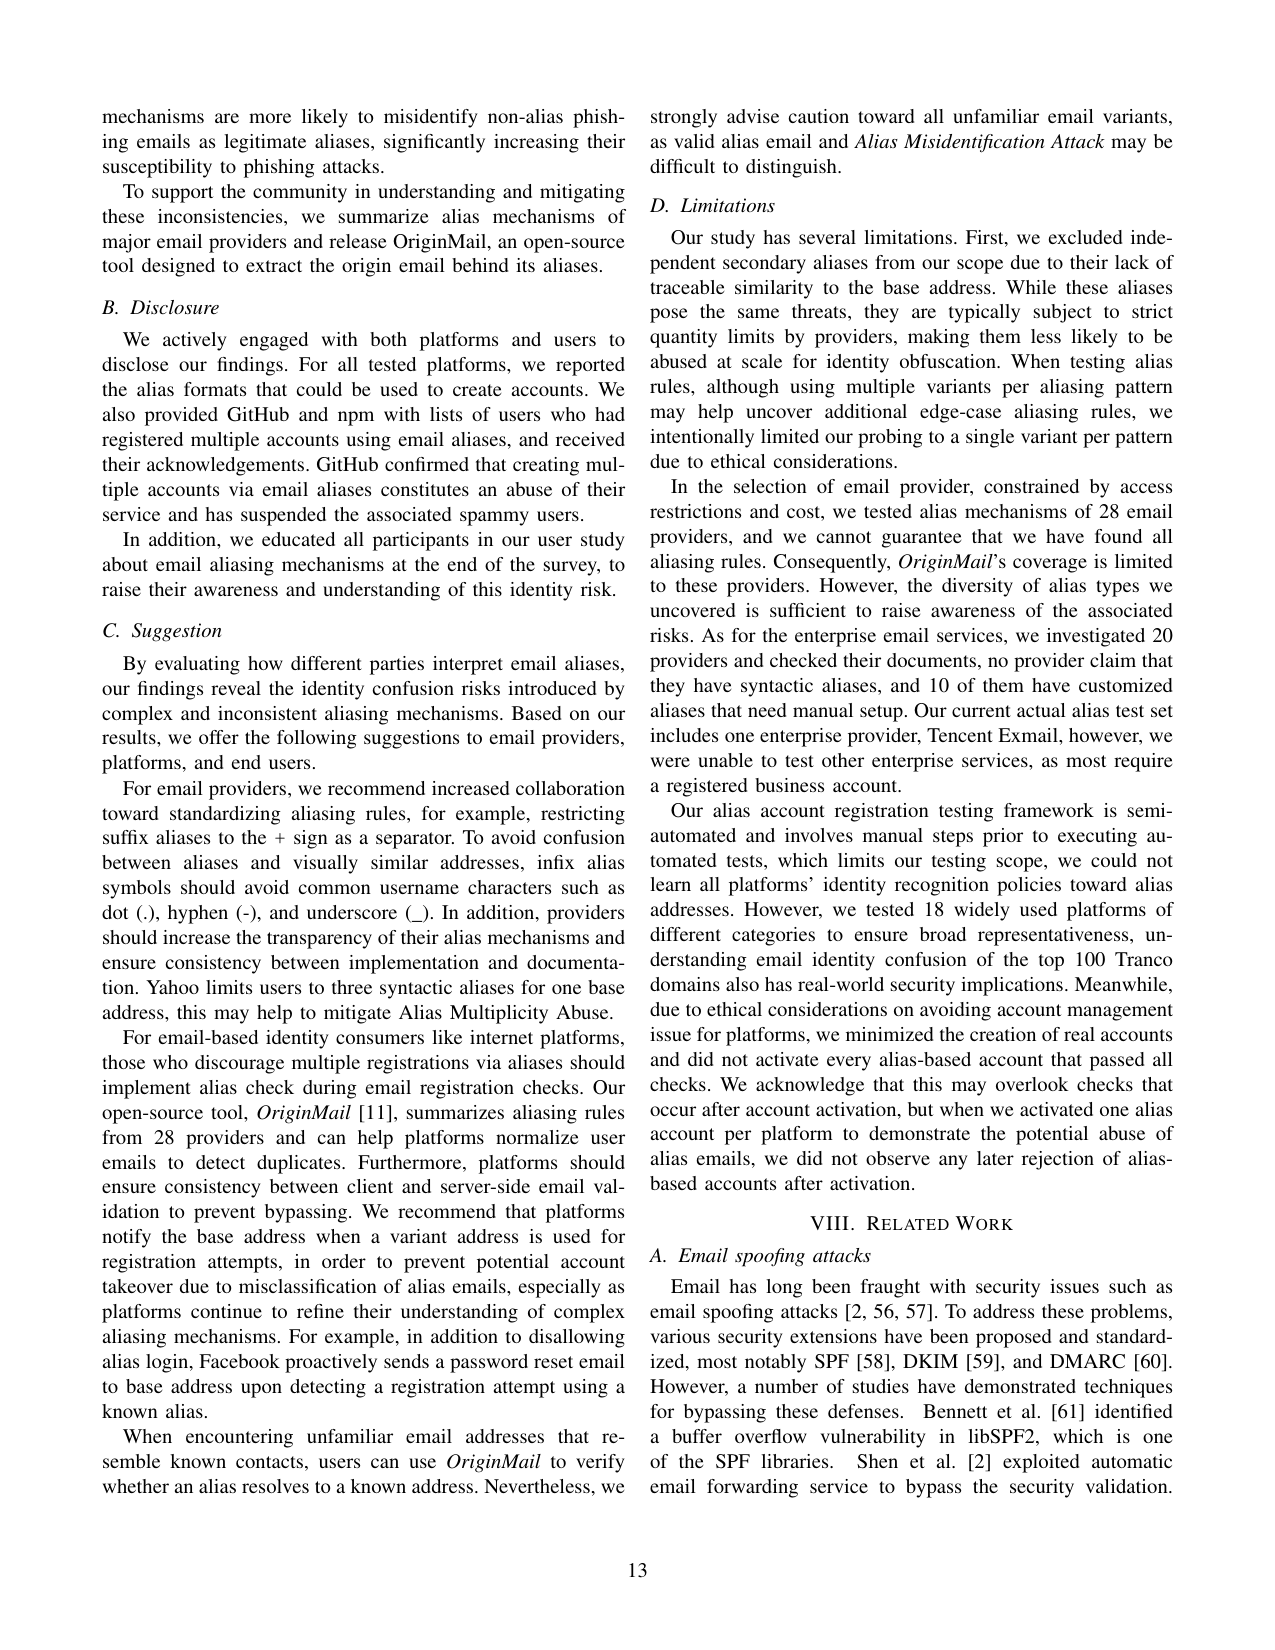 mechanisms are more likely to misidentify non-alias phish-
ing emails as legitimate aliases, significantly increasing their
susceptibility to phishing attacks.
To support the community in understanding and mitigating
these inconsistencies, we summarize alias mechanisms of
major email providers and release OriginMail, an open-source
tool designed to extract the origin email behind its aliases.
B. Disclosure
We actively engaged with both platforms and users to
disclose our findings. For all tested platforms, we reported
the alias formats that could be used to create accounts. We
also provided GitHub and npm with lists of users who had
registered multiple accounts using email aliases, and received
their acknowledgements. GitHub confirmed that creating mul-
tiple accounts via email aliases constitutes an abuse of their
service and has suspended the associated spammy users.
In addition, we educated all participants in our user study
about email aliasing mechanisms at the end of the survey, to
raise their awareness and understanding of this identity risk.
C. Suggestion
By evaluating how different parties interpret email aliases,
our findings reveal the identity confusion risks introduced by
complex and inconsistent aliasing mechanisms. Based on our
results, we offer the following suggestions to email providers,
platforms, and end users.
For email providers, we recommend increased collaboration
toward standardizing aliasing rules, for example, restricting
suffix aliases to the + sign as a separator. To avoid confusion
between aliases and visually similar addresses, infix alias
symbols should avoid common username characters such as
dot (.), hyphen (-), and underscore (_). In addition, providers
should increase the transparency of their alias mechanisms and
ensure consistency between implementation and documenta-
tion. Yahoo limits users to three syntactic aliases for one base
address, this may help to mitigate Alias Multiplicity Abuse.
For email-based identity consumers like internet platforms,
those who discourage multiple registrations via aliases should
implement alias check during email registration checks. Our
open-source tool, OriginMail [11], summarizes aliasing rules
from 28 providers and can help platforms normalize user
emails to detect duplicates. Furthermore, platforms should
ensure consistency between client and server-side email val-
idation to prevent bypassing. We recommend that platforms
notify the base address when a variant address is used for
registration attempts, in order to prevent potential account
takeover due to misclassification of alias emails, especially as
platforms continue to refine their understanding of complex
aliasing mechanisms. For example, in addition to disallowing
alias login, Facebook proactively sends a password reset email
to base address upon detecting a registration attempt using a
known alias.
When encountering unfamiliar email addresses that re-
semble known contacts, users can use OriginMail to verify
whether an alias resolves to a known address. Nevertheless, we
strongly advise caution toward all unfamiliar email variants,
as valid alias email and Alias Misidentification Attack may be
difficult to distinguish.
D. Limitations
Our study has several limitations. First, we excluded inde-
pendent secondary aliases from our scope due to their lack of
traceable similarity to the base address. While these aliases
pose the same threats, they are typically subject to strict
quantity limits by providers, making them less likely to be
abused at scale for identity obfuscation. When testing alias
rules, although using multiple variants per aliasing pattern
may help uncover additional edge-case aliasing rules, we
intentionally limited our probing to a single variant per pattern
due to ethical considerations.
In the selection of email provider, constrained by access
restrictions and cost, we tested alias mechanisms of 28 email
providers, and we cannot guarantee that we have found all
aliasing rules. Consequently, OriginMail's coverage is limited
to these providers. However, the diversity of alias types we
uncovered is sufficient to raise awareness of the associated
risks. As for the enterprise email services, we investigated 20
providers and checked their documents, no provider claim that
they have syntactic aliases, and 10 of them have customized
aliases that need manual setup. Our current actual alias test set
includes one enterprise provider, Tencent Exmail, however, we
were unable to test other enterprise services, as most require
a registered business account.
Our alias account registration testing framework is semi-
automated and involves manual steps prior to executing au-
tomated tests, which limits our testing scope, we could not
learn all platforms' identity recognition policies toward alias
addresses. However, we tested 18 widely used platforms of
different categories to ensure broad representativeness, un-
derstanding email identity confusion of the top 100 Tranco
domains also has real-world security implications. Meanwhile,
due to ethical considerations on avoiding account management
issue for platforms, we minimized the creation of real accounts
and did not activate every alias-based account that passed all
checks. We acknowledge that this may overlook checks that
occur after account activation, but when we activated one alias
account per platform to demonstrate the potential abuse of
alias emails, we did not observe any later rejection of alias-
based accounts after activation.
VIII. RELATED WORK
A. Email spoofing attacks
Email has long been fraught with security issues such as
email spoofing attacks [2, 56, 57]. To address these problems,
various security extensions have been proposed and standard-
ized, most notably SPF [58], DKIM [59], and DMARC [60].
However, a number of studies have demonstrated techniques
for bypassing these defenses. Bennett et al. [61] identified
a buffer overflow vulnerability in libSPF2, which is one
of the SPF libraries. Shen et al. [2] exploited automatic
email forwarding service to bypass the security validation.
13